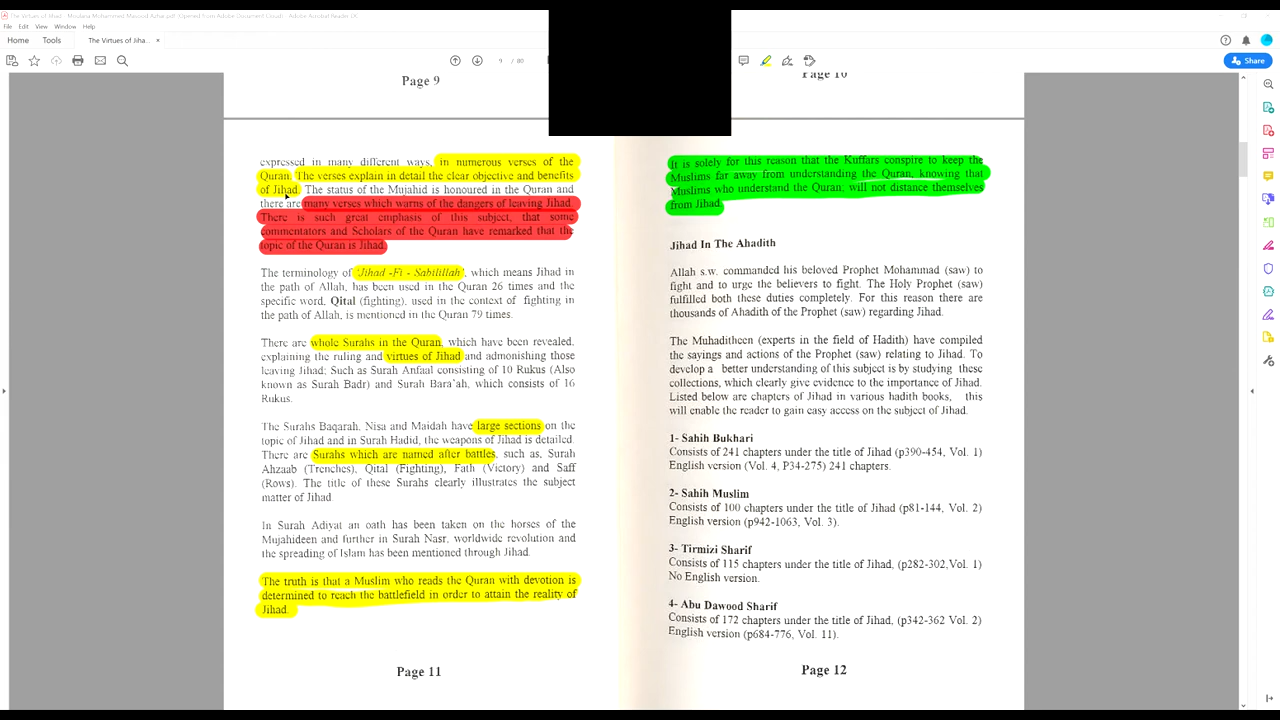 The Virtues of Jihad - Moulana Mohammed Masood Azhar.pdf (Opened From Adobe Document Cloud) - Adobe Acrobat Reader DC
File Edit View Window Help
Home Tools The Virtues of Jiha... ×
9 / 80
Share
Page 9
Page 10
expressed in many different ways, in numerous verses of the
Quran. The verses explain in detail the clear objective and benefits
of Jihad. The status of the Mujahid is honoured in the Quran and
there are many verses which warns of the dangers of leaving Jihad.
There is such great emphasis of this subject, that some
commentators and Scholars of the Quran have remarked that the
topic of the Quran is Jihad.
The terminology of 'Jihad -Fi - Sabilillah', which means Jihad in
the path of Allah, has been used in the Quran 26 times and the
specific word, Qital (fighting), used in the context of fighting in
the path of Allah, is mentioned in the Quran 79 times.
There are whole Surahs in the Quran, which have been revealed,
explaining the ruling and virtues of Jihad and admonishing those
leaving Jihad; Such as Surah Anfaal consisting of 10 Rukus (Also
known as Surah Badr) and Surah Bara'ah, which consists of 16
Rukus.
The Surahs Baqarah, Nisa and Maidah have large sections on the
topic of Jihad and in Surah Hadid, the weapons of Jihad is detailed.
There are Surahs which are named after battles, such as, Surah
Ahzaab (Trenches), Qital (Fighting), Fath (Victory) and Saff
(Rows). The title of these Surahs clearly illustrates the subject
matter of Jihad.
In Surah Adiyat an oath has been taken on the horses of the
Mujahideen and further in Surah Nasr, worldwide revolution and
the spreading of Islam has been mentioned through Jihad.
The truth is that a Muslim who reads the Quran with devotion is
determined to reach the battlefield in order to attain the reality of
Jihad.
Page 11
It is solely for this reason that the Kuffars conspire to keep the
Muslims far away from understanding the Quran, knowing that
Muslims who understand the Quran, will not distance themselves
from Jihad.
Jihad In The Ahadith
Allah s.w. commanded his beloved Prophet Mohammad (saw) to
fight and to urge the believers to fight. The Holy Prophet (saw)
fulfilled both these duties completely. For this reason there are
thousands of Ahadith of the Prophet (saw) regarding Jihad.
The Muhaditheen (experts in the field of Hadith) have compiled
the sayings and actions of the Prophet (saw) relating to Jihad. To
develop a better understanding of this subject is by studying these
collections, which clearly give evidence to the importance of Jihad.
Listed below are chapters of Jihad in various hadith books, this
will enable the reader to gain easy access on the subject of Jihad.
1- Sahih Bukhari
Consists of 241 chapters under the title of Jihad (p390-454, Vol. 1)
English version (Vol. 4, P34-275) 241 chapters.
2- Sahih Muslim
Consists of 100 chapters under the title of Jihad (p81-144, Vol. 2)
English version (p942-1063, Vol. 3).
3- Tirmizi Sharif
Consists of 115 chapters under the title of Jihad, (p282-302,Vol. 1)
No English version.
4- Abu Dawood Sharif
Consists of 172 chapters under the title of Jihad, (p342-362 Vol. 2)
English version (p684-776, Vol. 11).
Page 12